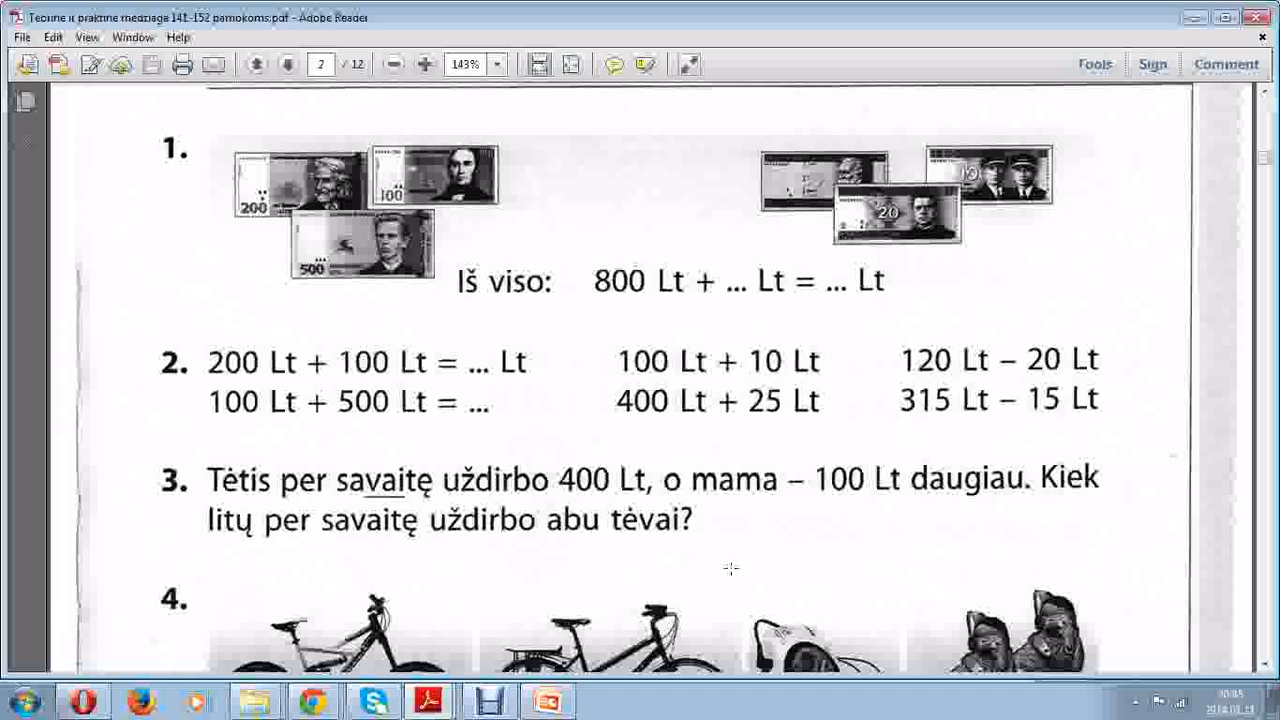 Teorine ir praktine medziaga 141-152 pamokoms.pdf - Adobe Reader
File Edit View Window Help
2 / 12 143% Tools Sign Comment
1.
200
100
500
20
10
Iš viso: 800 Lt + ... Lt = ... Lt
2. 200 Lt + 100 Lt = ... Lt 100 Lt + 10 Lt 120 Lt – 20 Lt
100 Lt + 500 Lt = ... 400 Lt + 25 Lt 315 Lt – 15 Lt
3. Tėtis per savaitę uždirbo 400 Lt, o mama – 100 Lt daugiau. Kiek
litų per savaitę uždirbo abu tėvai?
4.